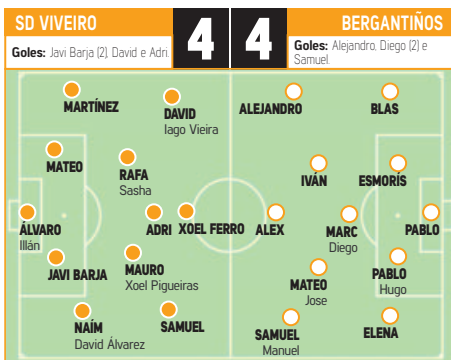 SD VIVEIRO
4
4
BERGANTIÑOS
Goles: Javi Barja (2), David e Adri.
Goles: Alejandro, Diego (2) e
Samuel.
MARTÍNEZ
DAVID
Iago Vieira
ALEJANDRO
BLAS
MATEO
RAFA
Sasha
IVÁN
ESMORÍS
ÁLVARO
Illán
ADRI
XOEL FERRO
ALEX
MARC
Diego
PABLO
JAVI BARJA
MAURO
Xoel Pigueiras
MATEO
Jose
PABLO
Hugo
NAÍM
David Álvarez
SAMUEL
SAMUEL
Manuel
ELENA